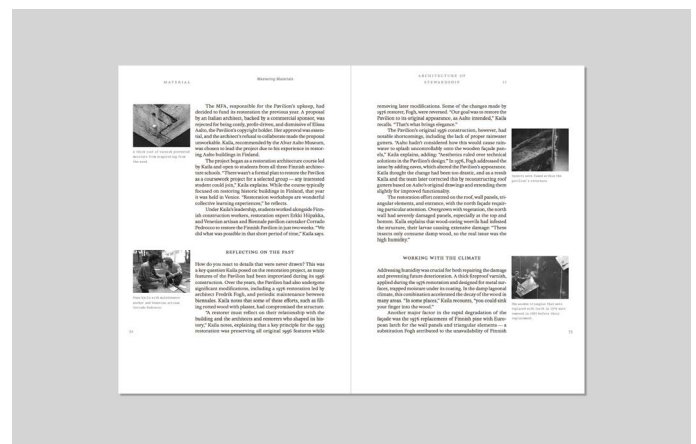 MATERIAL
Mastering Materials
The MFA, responsible for the Pavilion's upkeep, had
decided to fund its restoration the previous year. A proposal
by an Italian architect, backed by a commercial sponsor, was
rejected for being costly, profit-driven, and dismissive of Elissa
Aalto, the Pavilion's copyright holder. Her approval was essen-
tial, and the architect's refusal to collaborate made the proposal
unworkable. Kaila, recommended by the Alvar Aalto Museum,
was chosen to lead the project due to his experience in restor-
ing Aalto buildings in Finland.
The project began as a restoration architecture course led
by Kaila and open to students from all three Finnish architec-
ture schools. "There wasn't a formal plan to restore the Pavilion
as a coursework project for a selected group — any interested
student could join," Kaila explains. While the course typically
focused on restoring historic buildings in Finland, that year
it was held in Venice. "Restoration workshops are wonderful
collective learning experiences," he reflects.
Under Kaila's leadership, students worked alongside Finn-
ish construction workers, restoration expert Erkki
and Venetian artisan and Biennale pavilion caretaker Corrado
Pedrocco to restore the Finnish Pavilion in just two weeks. "We
did what was possible in that short period of time," Kaila says.
REFLECTING ON THE PAST
How do you react to details that were never drawn? This was
a key question Kaila posed on the restoration project, as many
features of the Pavilion had been improvised during its 1956
construction. Over the years, the Pavilion had also undergone
significant modifications, including a 1976 restoration led by
architect Fredrik Fogh, and periodic maintenance between
biennales. Kaila notes that some of these efforts, such as fill-
ing rotted wood with plaster, had compromised the structure.
"A restorer must reflect on their relationship with the
building and the architects and restorers who shaped its his-
tory," Kaila notes, explaining that a key principle for the 1993
restoration was preserving all original 1956 features while
ARCHITECTURE OF
STEWARDSHIP
removing later modifications. Some of the changes made by
1976 restorer, Fogh, were reversed. "Our goal was to restore the
Pavilion to its original appearance, as Aalto intended," Kaila
recalls. "That's what brings elegance."
The Pavilion's original 1956 construction, however, had
notable shortcomings, including the lack of proper rainwater
gutters. "Aalto hadn't considered how this would cause rain-
water to splash uncontrollably onto the wooden façade pan-
els," Kaila explains, adding: "Aesthetics ruled over technical
solutions in the Pavilion's design." In 1976, Fogh addressed the
issue by adding eaves, which altered the Pavilion's appearance.
Kaila thought the change had been too drastic, and as a result
Kaila and the team later corrected this by reconstructing roof
gutters based on Aalto's original drawings and extending them
slightly for improved functionality.
The restoration effort centred on the roof, wall panels, tri-
angular elements, and entrance, with the north façade requir-
ing particular attention. Overgrown with vegetation, the north
wall had severely damaged panels, especially at the top and
bottom. Kaila explains that wood-eating weevils had infested
the structure, their larvae causing extensive damage: "These
insects only consume damp wood, so the real issue was the
high humidity."
WORKING WITH THE CLIMATE
Addressing humidity was crucial for both repairing the damage
and preventing future deterioration. A thick fireproof varnish,
applied during the 1976 restoration and designed for metal sur-
faces, trapped moisture under its coating. In the damp lagoonal
climate, this combination accelerated the decay of the wood in
many areas. "In some places," Kaila recounts, "you could sink
your finger into the wood."
Another major factor in the rapid degradation of the
façade was the 1976 replacement of Finnish pine with Euro-
pean larch for the wall panels and triangular elements — a
substitution Fogh attributed to the unavailability of Finnish